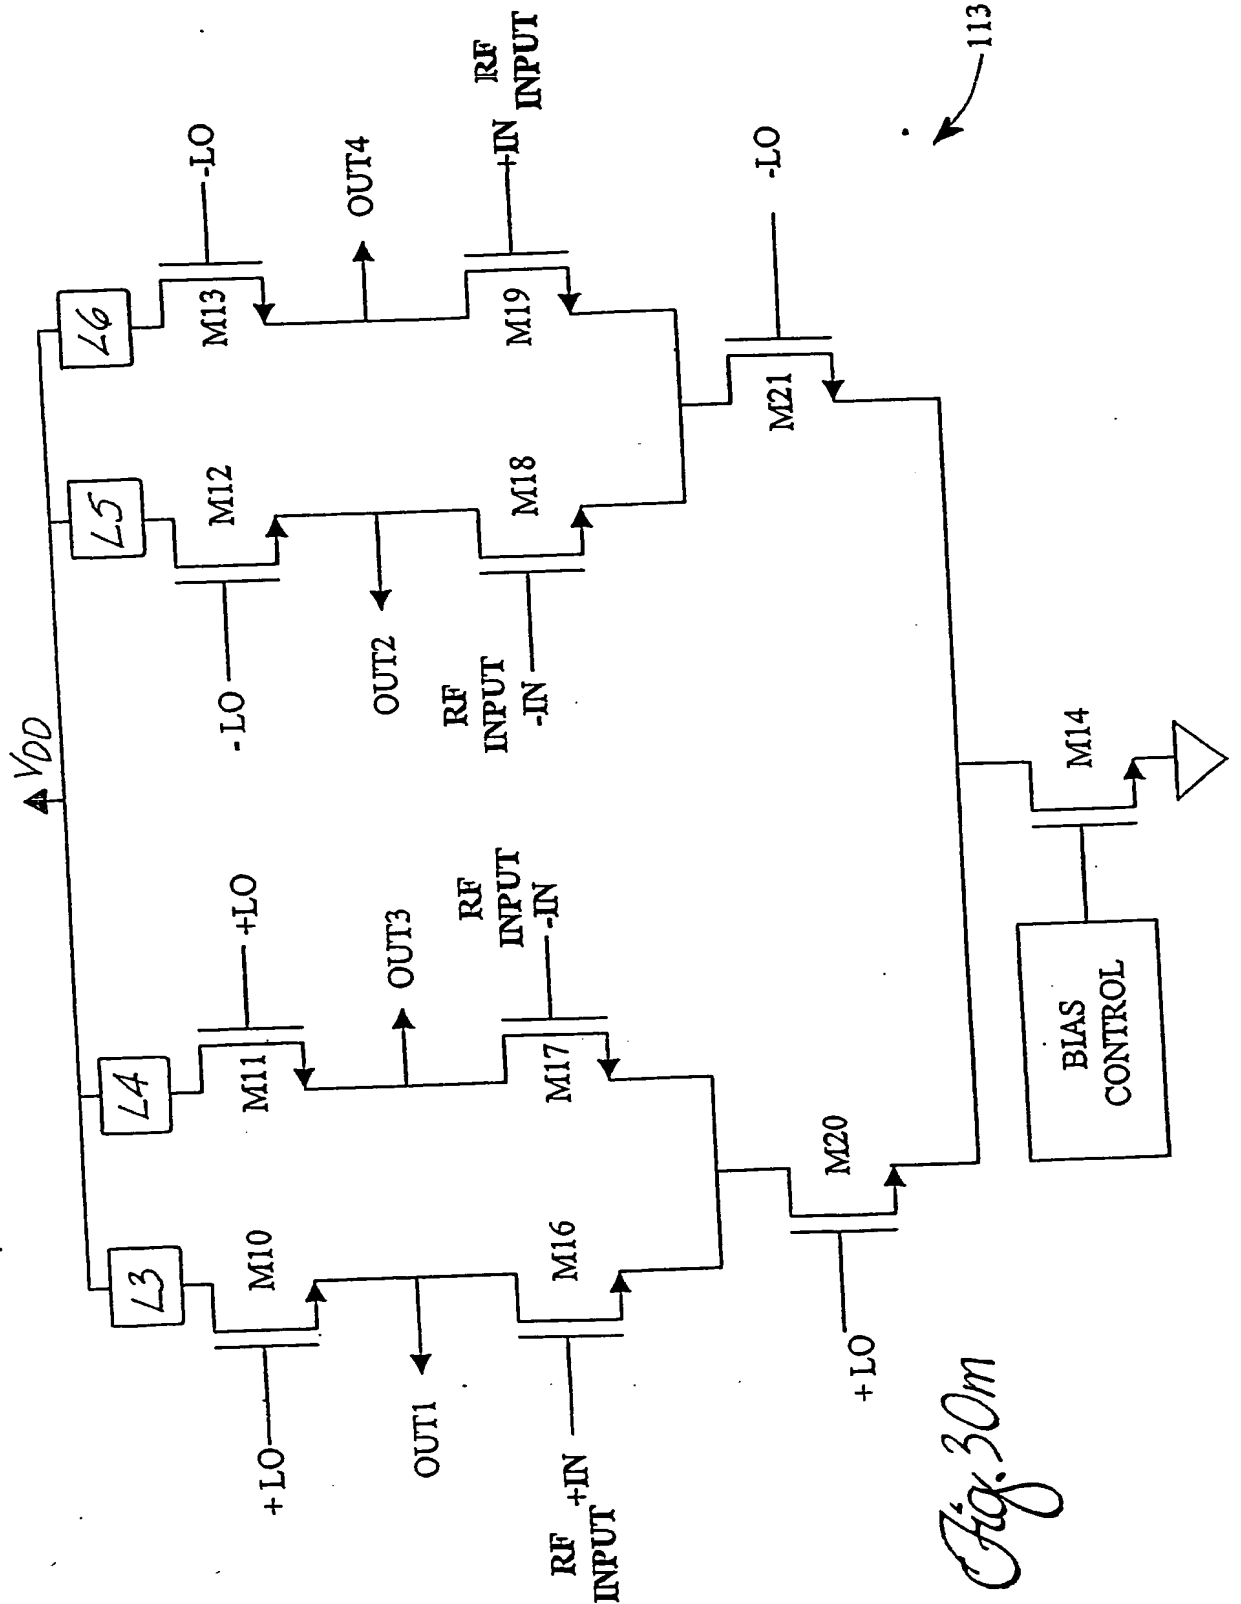 VDD
L3
L4
L5
L6
+LO
M10
M11
+LO
-LO
M12
M13
-LO
OUT1
OUT3
OUT2
OUT4
RF
INPUT
+IN
M16
M17
RF
INPUT
-IN
RF
INPUT
-IN
M18
M19
+IN
RF
INPUT
+LO
M20
M21
-LO
BIAS
CONTROL
M14
113
Fig. 30m